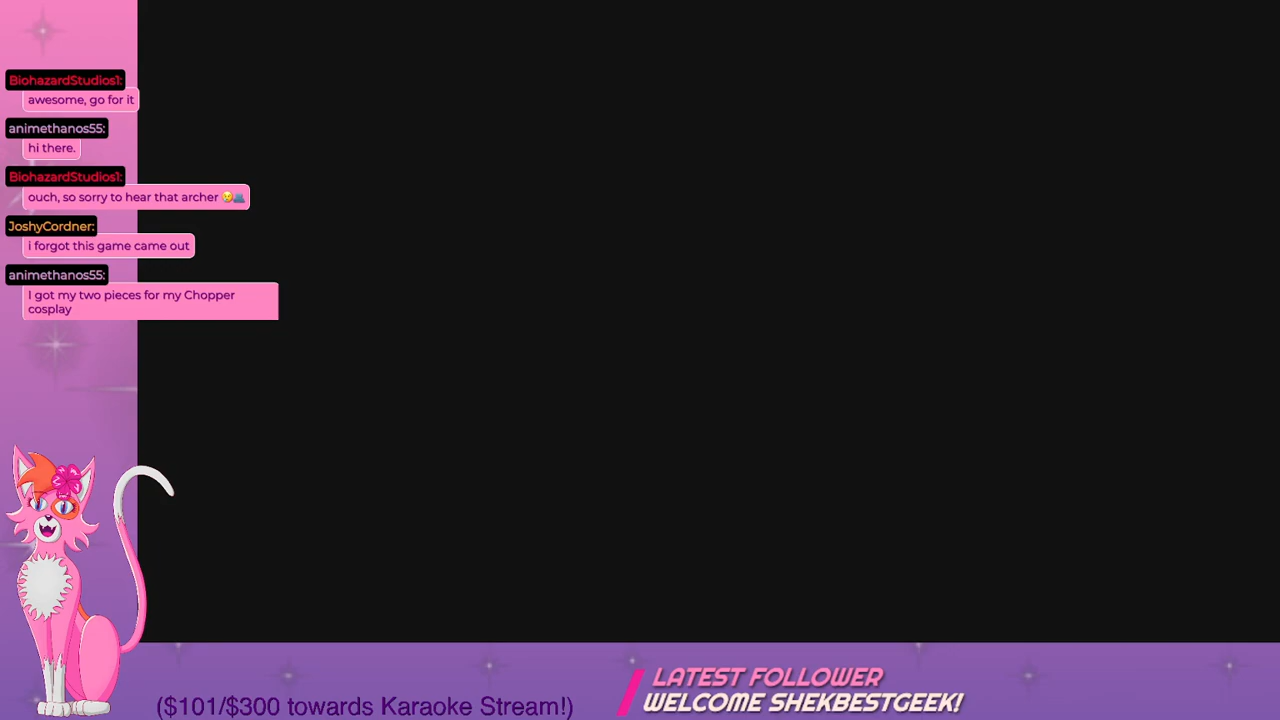 BiohazardStudios1:
awesome, go for it
animethanos55:
hi there.
BiohazardStudios1:
ouch, so sorry to hear that archer 😢🫂
JoshyCordner:
i forgot this game came out
animethanos55:
I got my two pieces for my Chopper
cosplay
($101/$300 towards Karaoke Stream!)
LATEST FOLLOWER
WELCOME SHEKBESTGEEK!